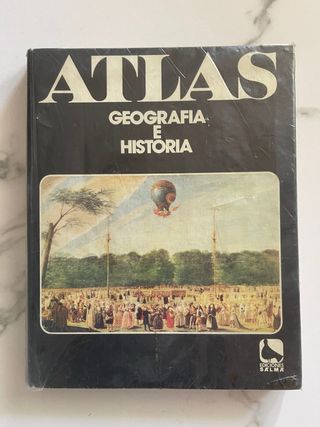 ATLAS
GEOGRAFIA
E
HISTORIA
EDICIONES
SALMA